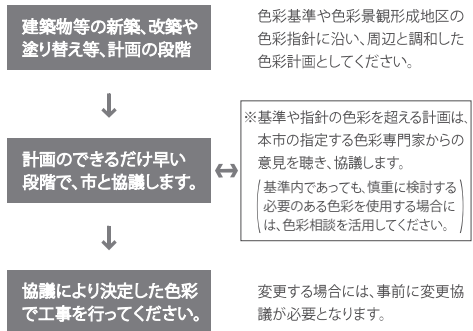 建築物等の新築、改築や
塗り替え等、計画の段階
色彩基準や色彩景観形成地区の
色彩指針に沿い、周辺と調和した
色彩計画としてください。
↓
計画のできるだけ早い
段階で、市と協議します。
↔
※基準や指針の色彩を超える計画は、
本市の指定する色彩専門家からの
意見を聴き、協議します。
(基準内であっても、慎重に検討する
必要のある色彩を使用する場合に
は、色彩相談を活用してください。)
↓
協議により決定した色彩
で工事を行ってください。
変更する場合には、事前に変更協
議が必要となります。